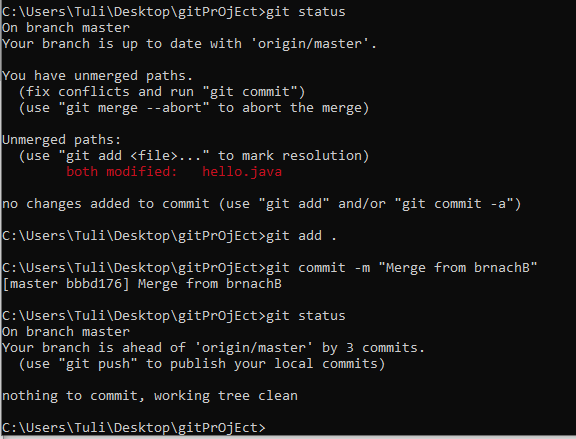 C:\Users\Tuli\Desktop\gitPrOjEct>git status
On branch master
Your branch is up to date with 'origin/master'.
You have unmerged paths.
  (fix conflicts and run "git commit")
  (use "git merge --abort" to abort the merge)
Unmerged paths:
  (use "git add <file>..." to mark resolution)
        both modified:   hello.java
no changes added to commit (use "git add" and/or "git commit -a")
C:\Users\Tuli\Desktop\gitPrOjEct>git add .
C:\Users\Tuli\Desktop\gitPrOjEct>git commit -m "Merge from brnachB"
[master bbbd176] Merge from brnachB
C:\Users\Tuli\Desktop\gitPrOjEct>git status
On branch master
Your branch is ahead of 'origin/master' by 3 commits.
  (use "git push" to publish your local commits)
nothing to commit, working tree clean
C:\Users\Tuli\Desktop\gitPrOjEct>